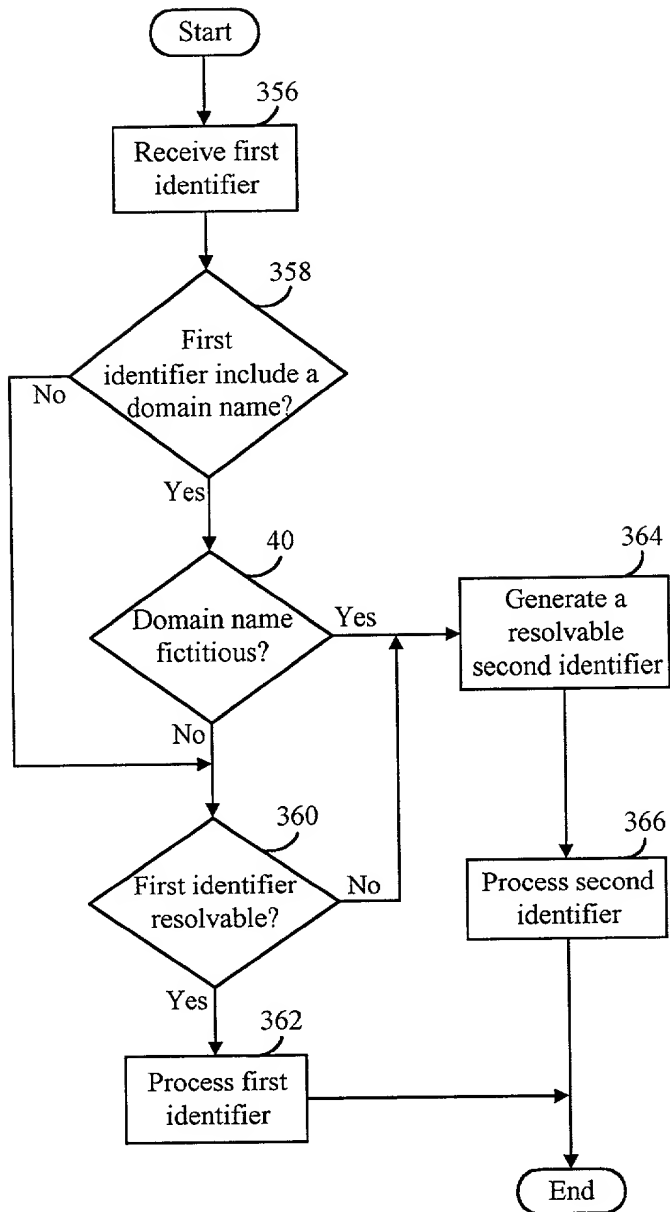 Start
356
Receive first
identifier
358
First
identifier include a
domain name?
No
Yes
40
Domain name
fictitious?
Yes
No
364
Generate a
resolvable
second identifier
360
First identifier
resolvable?
No
Yes
366
Process second
identifier
362
Process first
identifier
End